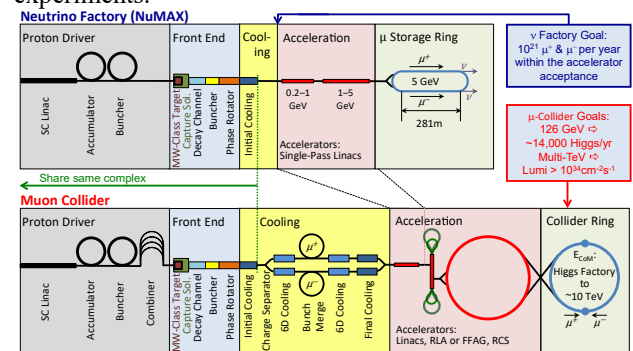 experiments.
Neutrino Factory (NuMAX)
Proton Driver
Front End
Cool-
ing
Acceleration
μ Storage Ring
SC Linac
Accumulator
Buncher
MW-Class Target
Capture Sol.
Decay Channel
Buncher
Phase Rotator
Initial Cooling
0.2–1
GeV
1–5
GeV
Accelerators:
Single-Pass Linacs
μ+
5 GeV
μ−
ν
ν
281m
ν Factory Goal:
10²¹ μ+ & μ− per year
within the accelerator
acceptance
μ-Collider Goals:
126 GeV ⇨
~14,000 Higgs/yr
Multi-TeV ⇨
Lumi > 10³⁴cm⁻²s⁻¹
Share same complex
Muon Collider
Proton Driver
Front End
Cooling
Acceleration
Collider Ring
SC Linac
Accumulator
Buncher
Combiner
MW-Class Target
Capture Sol.
Decay Channel
Buncher
Phase Rotator
Initial Cooling
Charge Separator
6D Cooling
μ+
μ−
Bunch
Merge
6D Cooling
Final Cooling
Accelerators:
Linacs, RLA or FFAG, RCS
ECoM:
Higgs Factory
to
~10 TeV
μ+ μ−